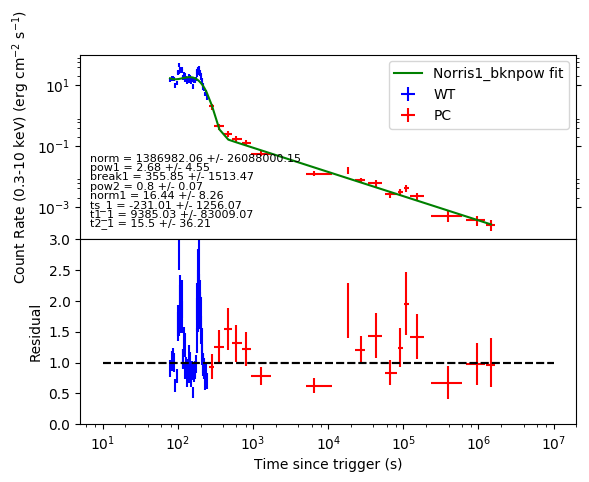 Count Rate (0.3-10 keV) (erg cm⁻² s⁻¹)
10¹
10⁻¹
10⁻³
Norris1_bknpow fit
WT
PC
norm = 1386982.06 +/- 26088000.15
pow1 = 2.68 +/- 4.55
break1 = 355.85 +/- 1513.47
pow2 = 0.8 +/- 0.07
norm1 = 16.44 +/- 8.26
ts_1 = -231.01 +/- 1256.07
t1_1 = 9385.03 +/- 83009.07
t2_1 = 15.5 +/- 36.21
Residual
3.0
2.5
2.0
1.5
1.0
0.5
0.0
10¹ 10² 10³ 10⁴ 10⁵ 10⁶ 10⁷
Time since trigger (s)